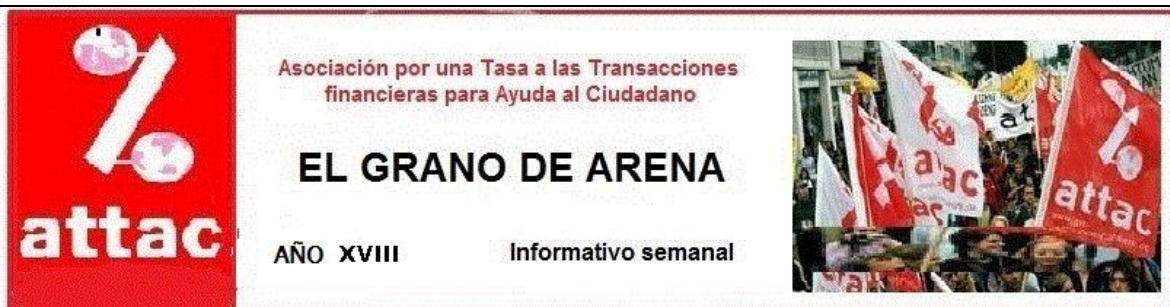 %
attac
Asociación por una Tasa a las Transacciones
financieras para Ayuda al Ciudadano
EL GRANO DE ARENA
AÑO XVIII
Informativo semanal
attac
attac